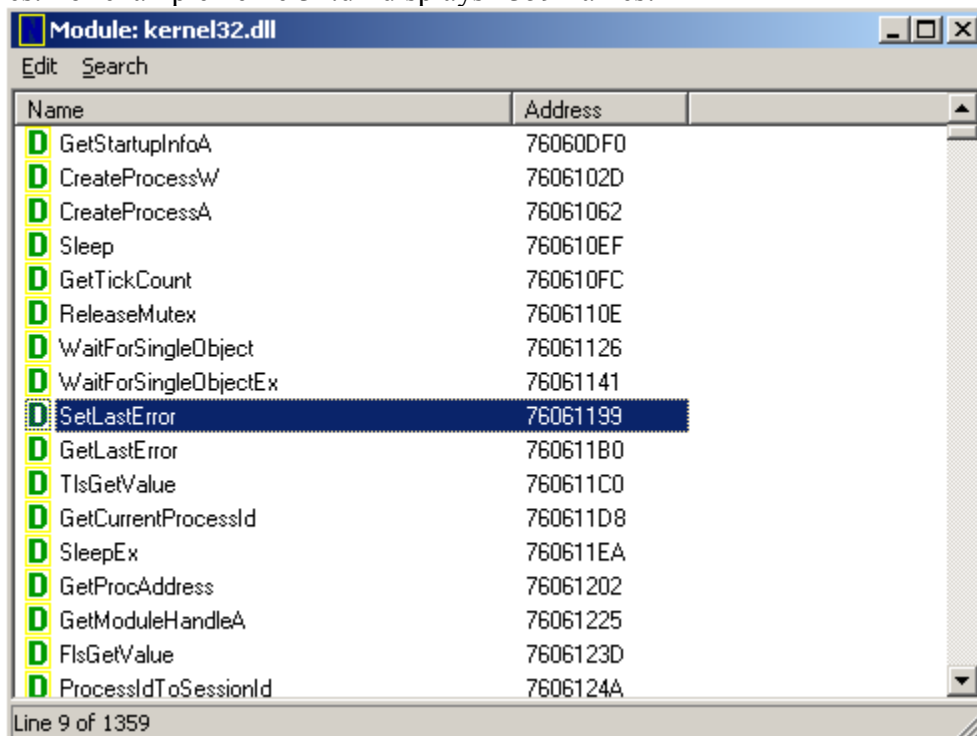 Module: kernel32.dll
Edit Search
Name Address
D GetStartupInfoA 76060DF0
D CreateProcessW 7606102D
D CreateProcessA 76061062
D Sleep 760610EF
D GetTickCount 760610FC
D ReleaseMutex 7606110E
D WaitForSingleObject 76061126
D WaitForSingleObjectEx 76061141
D SetLastError 76061199
D GetLastError 760611B0
D TlsGetValue 760611C0
D GetCurrentProcessId 760611D8
D SleepEx 760611EA
D GetProcAddress 76061202
D GetModuleHandleA 76061225
D FlsGetValue 7606123D
D ProcessIdToSessionId 7606124A
Line 9 of 1359